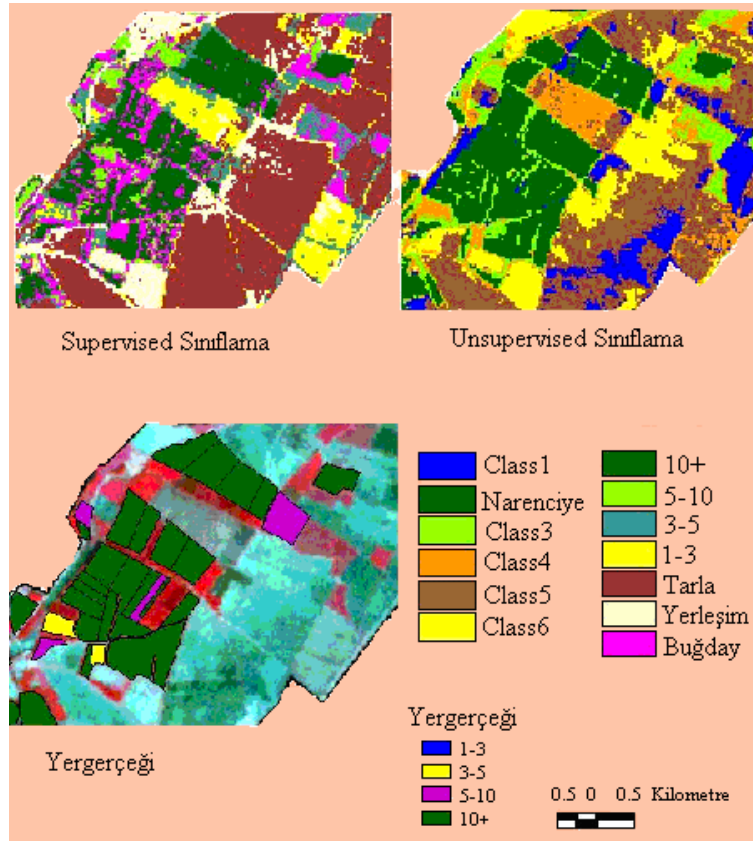 Supervised Sınıflama
Unsupervised Sınıflama
Class1
Narenciye
Class3
Class4
Class5
Class6
10+
5-10
3-5
1-3
Tarla
Yerleşim
Buğday
Yergerçeği
Yergerçeği
1-3
3-5
5-10
10+
0.5 0 0.5 Kilometre